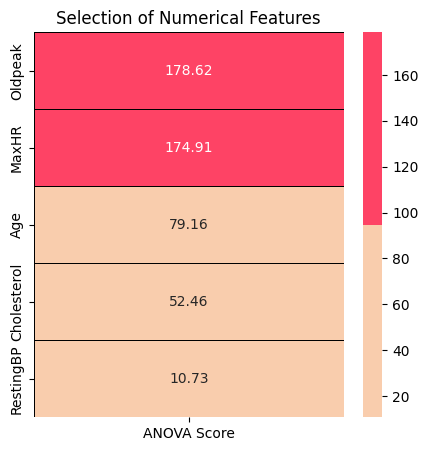 Selection of Numerical Features
Oldpeak
178.62
MaxHR
174.91
Age
79.16
Cholesterol
52.46
RestingBP
10.73
ANOVA Score
160
140
120
100
80
60
40
20